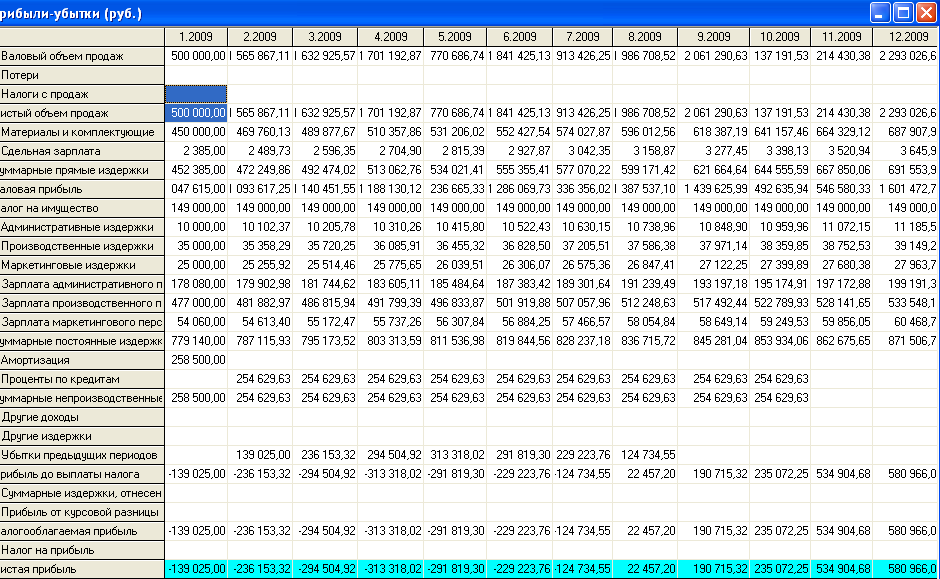 рибыли-убытки (руб.)
1.2009 2.2009 3.2009 4.2009 5.2009 6.2009 7.2009 8.2009 9.2009 10.2009 11.2009 12.2009
Валовый объем продаж 500 000,00 565 867,11 632 925,57 701 192,87 770 686,74 841 425,13 913 426,25 986 708,52 2 061 290,63 137 191,53 214 430,38 2 293 026,6
Потери
Налоги с продаж
истый объем продаж 500 000,00 565 867,11 632 925,57 701 192,87 770 686,74 841 425,13 913 426,25 986 708,52 2 061 290,63 137 191,53 214 430,38 2 293 026,6
Материалы и комплектующие 450 000,00 469 760,13 489 877,67 510 357,86 531 206,02 552 427,54 574 027,87 596 012,56 618 387,19 641 157,46 664 329,12 687 907,9
Сдельная зарплата 2 385,00 2 489,73 2 596,35 2 704,90 2 815,39 2 927,87 3 042,35 3 158,87 3 277,45 3 398,13 3 520,94 3 645,9
уммарные прямые издержки 452 385,00 472 249,86 492 474,02 513 062,76 534 021,41 555 355,41 577 070,22 599 171,42 621 664,64 644 555,59 667 850,06 691 553,9
аловая прибыль 047 615,00 093 617,25 140 451,55 188 130,12 236 665,33 286 069,73 336 356,02 387 537,10 1 439 625,99 492 635,94 546 580,33 1 601 472,7
алог на имущество 149 000,00 149 000,00 149 000,00 149 000,00 149 000,00 149 000,00 149 000,00 149 000,00 149 000,00 149 000,00 149 000,00 149 000,0
Административные издержки 10 000,00 10 102,37 10 205,78 10 310,26 10 415,80 10 522,43 10 630,15 10 738,96 10 848,90 10 959,96 11 072,15 11 185,5
Производственные издержки 35 000,00 35 358,29 35 720,25 36 085,91 36 455,32 36 828,50 37 205,51 37 586,38 37 971,14 38 359,85 38 752,53 39 149,2
Маркетинговые издержки 25 000,00 25 255,92 25 514,46 25 775,65 26 039,51 26 306,07 26 575,36 26 847,41 27 122,25 27 399,89 27 680,38 27 963,7
Зарплата административного п 178 080,00 179 902,98 181 744,62 183 605,11 185 484,64 187 383,42 189 301,64 191 239,49 193 197,18 195 174,91 197 172,88 199 191,3
Зарплата производственного п 477 000,00 481 882,97 486 815,94 491 799,39 496 833,87 501 919,88 507 057,96 512 248,63 517 492,44 522 789,93 528 141,65 533 548,1
Зарплата маркетингового перс 54 060,00 54 613,40 55 172,47 55 737,26 56 307,84 56 884,25 57 466,57 58 054,84 58 649,14 59 249,53 59 856,05 60 468,7
уммарные постоянные издержк 779 140,00 787 115,93 795 173,52 803 313,59 811 536,98 819 844,56 828 237,18 836 715,72 845 281,04 853 934,06 862 675,65 871 506,7
Амортизация 258 500,00
Проценты по кредитам 254 629,63 254 629,63 254 629,63 254 629,63 254 629,63 254 629,63 254 629,63 254 629,63 254 629,63
уммарные непроизводственные 258 500,00 254 629,63 254 629,63 254 629,63 254 629,63 254 629,63 254 629,63 254 629,63 254 629,63 254 629,63
Другие доходы
Другие издержки
Убытки предыдущих периодов 139 025,00 236 153,32 294 504,92 313 318,02 291 819,30 229 223,76 124 734,55
рибыль до выплаты налога -139 025,00 -236 153,32 -294 504,92 -313 318,02 -291 819,30 -229 223,76 -124 734,55 22 457,20 190 715,32 235 072,25 534 904,68 580 966,0
Суммарные издержки, отнесен
Прибыль от курсовой разницы
алогооблагаемая прибыль -139 025,00 -236 153,32 -294 504,92 -313 318,02 -291 819,30 -229 223,76 -124 734,55 22 457,20 190 715,32 235 072,25 534 904,68 580 966,0
Налог на прибыль
истая прибыль -139 025,00 -236 153,32 -294 504,92 -313 318,02 -291 819,30 -229 223,76 -124 734,55 22 457,20 190 715,32 235 072,25 534 904,68 580 966,0